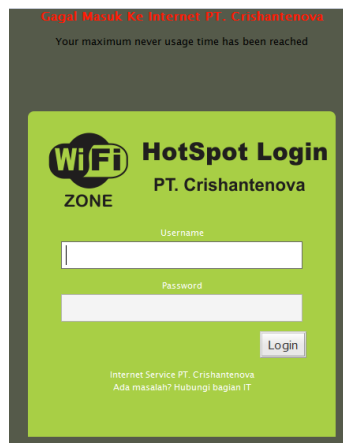 Gagal Masuk Ke Internet PT. Crishantenova
Your maximum never usage time has been reached
WiFi
ZONE
HotSpot Login
PT. Crishantenova
Username
Password
Login
Internet Service PT. Crishantenova
Ada masalah? Hubungi bagian IT